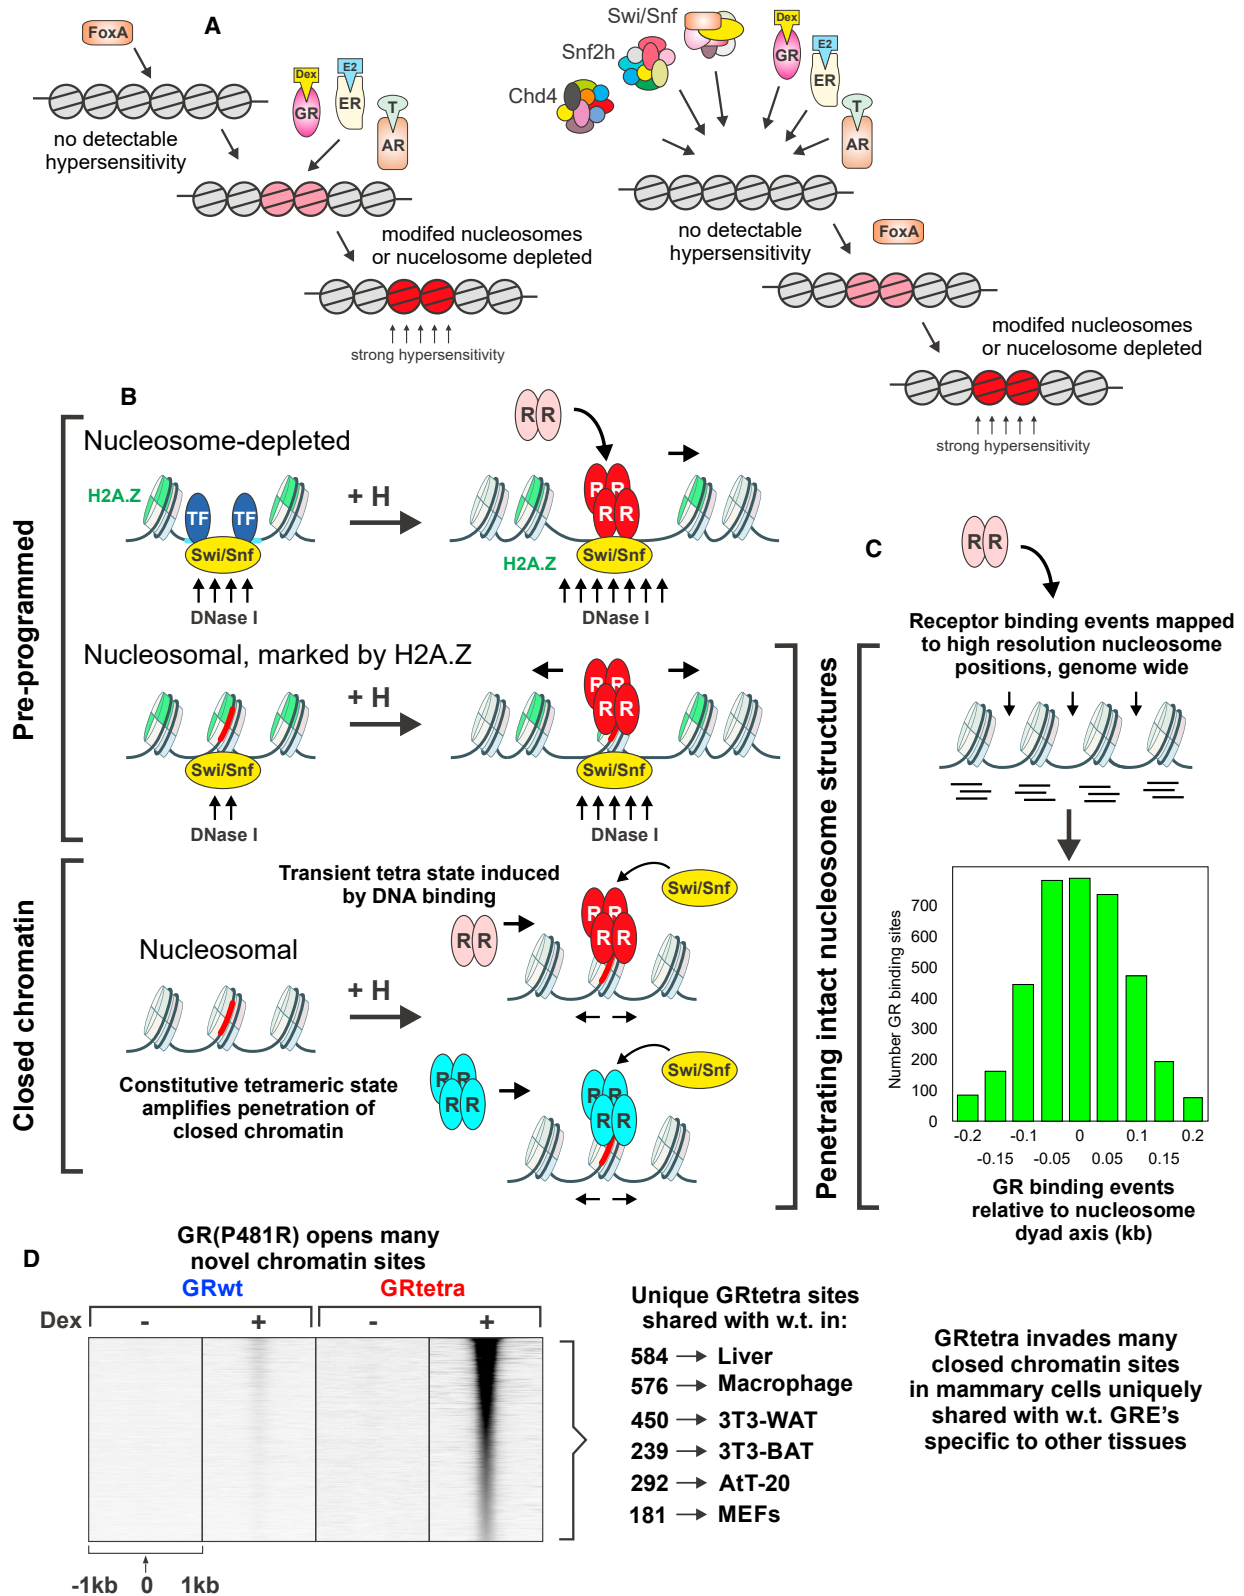 A
FoxA
no detectable
hypersensitivity
Dex
GR
E2
ER
T
AR
modifed nucleosomes
or nucelosome depleted
strong hypersensitivity
Swi/Snf
Snf2h
Chd4
Dex
GR
E2
ER
T
AR
no detectable
hypersensitivity
FoxA
modifed nucleosomes
or nucelosome depleted
strong hypersensitivity
B
Pre-programmed
Nucleosome-depleted
H2A.Z
TF
TF
Swi/Snf
DNase I
+ H
R R
R R
R R
Swi/Snf
H2A.Z
DNase I
Nucleosomal, marked by H2A.Z
Swi/Snf
DNase I
+ H
R R
R R
Swi/Snf
DNase I
Closed chromatin
Nucleosomal
+ H
Transient tetra state induced
by DNA binding
R R
R R
R R
Swi/Snf
Constitutive tetrameric state
amplifies penetration of
closed chromatin
R R
R R
R R
R R
Swi/Snf
Penetrating intact nucleosome structures
C
R R
Receptor binding events mapped
to high resolution nucleosome
positions, genome wide
Number GR binding sites
700
600
500
400
300
200
100
0
-0.2 -0.1 0 0.1 0.2
-0.15 -0.05 0.05 0.15
GR binding events
relative to nucleosome
dyad axis (kb)
D
GR(P481R) opens many
novel chromatin sites
GRwt GRtetra
Dex - + - +
-1kb 0 1kb
Unique GRtetra sites
shared with w.t. in:
584 → Liver
576 → Macrophage
450 → 3T3-WAT
239 → 3T3-BAT
292 → AtT-20
181 → MEFs
GRtetra invades many
closed chromatin sites
in mammary cells uniquely
shared with w.t. GRE's
specific to other tissues